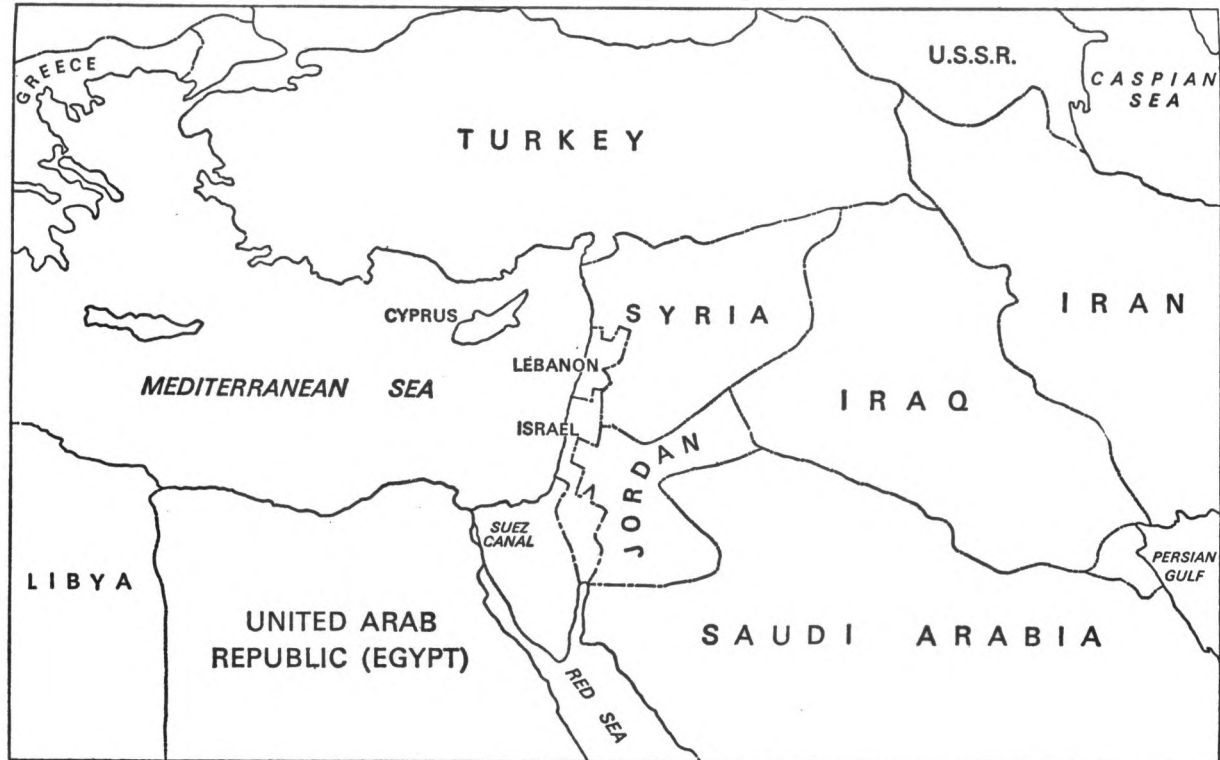 GREECE
U.S.S.R.
CASPIAN
SEA
TURKEY
CYPRUS
SYRIA
IRAN
LEBANON
MEDITERRANEAN SEA
IRAQ
ISRAEL
JORDAN
SUEZ
CANAL
PERSIAN
GULF
LIBYA
UNITED ARAB
REPUBLIC (EGYPT)
SAUDI ARABIA
RED SEA